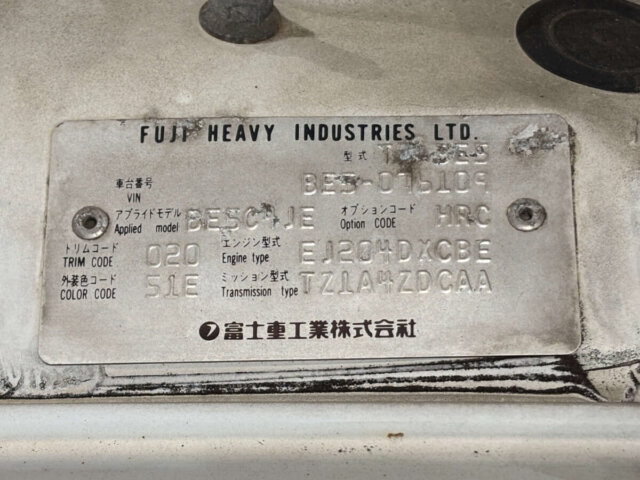 FUJI HEAVY INDUSTRIES LTD.
型式
車台番号 BE5-076109
VIN
アプライドモデル オプションコード HRC
Applied model BE5C4JE Option CODE
トリムコード 020 エンジン型式 EJ204DXCBE
TRIM CODE Engine type
外装色コード 51E ミッション型式 TZ1A4ZDCAA
COLOR CODE Transmission type
富士重工業株式会社